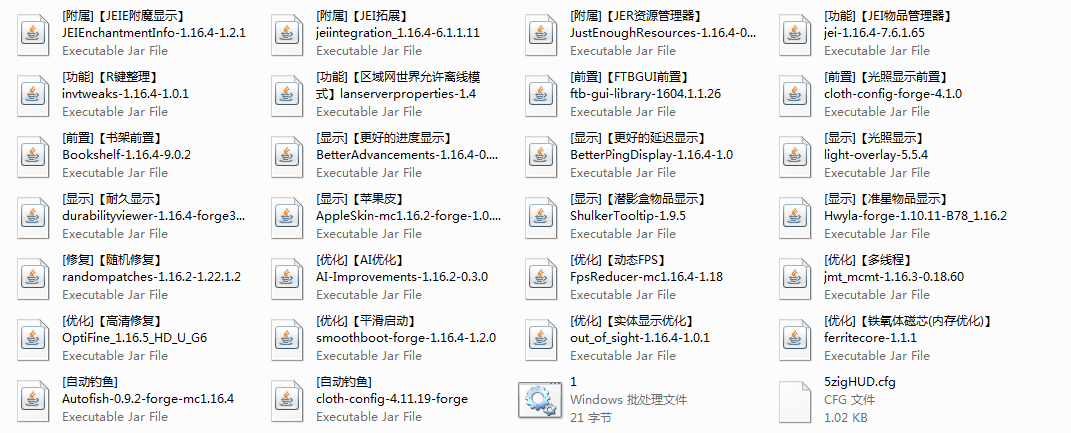 [附属]【JEIE附魔显示】
JEIEnchantmentInfo-1.16.4-1.2.1
Executable Jar File
[附属]【JEI拓展】
jeiintegration_1.16.4-6.1.1.11
Executable Jar File
[附属]【JER资源管理器】
JustEnoughResources-1.16.4-0...
Executable Jar File
[功能]【JEI物品管理器】
jei-1.16.4-7.6.1.65
Executable Jar File
[功能]【R键整理】
invtweaks-1.16.4-1.0.1
Executable Jar File
[功能]【区域网世界允许离线模
式】lanserverproperties-1.4
Executable Jar File
[前置]【FTBGUI前置】
ftb-gui-library-1604.1.1.26
Executable Jar File
[前置]【光照显示前置】
cloth-config-forge-4.1.0
Executable Jar File
[前置]【书架前置】
Bookshelf-1.16.4-9.0.2
Executable Jar File
[显示]【更好的进度显示】
BetterAdvancements-1.16.4-0....
Executable Jar File
[显示]【更好的延迟显示】
BetterPingDisplay-1.16.4-1.0
Executable Jar File
[显示]【光照显示】
light-overlay-5.5.4
Executable Jar File
[显示]【耐久显示】
durabilityviewer-1.16.4-forge3...
Executable Jar File
[显示]【苹果皮】
AppleSkin-mc1.16.2-forge-1.0....
Executable Jar File
[显示]【潜影盒物品显示】
ShulkerTooltip-1.9.5
Executable Jar File
[显示]【准星物品显示】
Hwyla-forge-1.10.11-B78_1.16.2
Executable Jar File
[修复]【随机修复】
randompatches-1.16.2-1.22.1.2
Executable Jar File
[优化]【AI优化】
AI-Improvements-1.16.2-0.3.0
Executable Jar File
[优化]【动态FPS】
FpsReducer-mc1.16.4-1.18
Executable Jar File
[优化]【多线程】
jmt_mcmt-1.16.3-0.18.60
Executable Jar File
[优化]【高清修复】
OptiFine_1.16.5_HD_U_G6
Executable Jar File
[优化]【平滑启动】
smoothboot-forge-1.16.4-1.2.0
Executable Jar File
[优化]【实体显示优化】
out_of_sight-1.16.4-1.0.1
Executable Jar File
[优化]【铁氧体磁芯(内存优化)】
ferritecore-1.1.1
Executable Jar File
[自动钓鱼]
Autofish-0.9.2-forge-mc1.16.4
Executable Jar File
[自动钓鱼]
cloth-config-4.11.19-forge
Executable Jar File
1
Windows 批处理文件
21 字节
5zigHUD.cfg
CFG 文件
1.02 KB